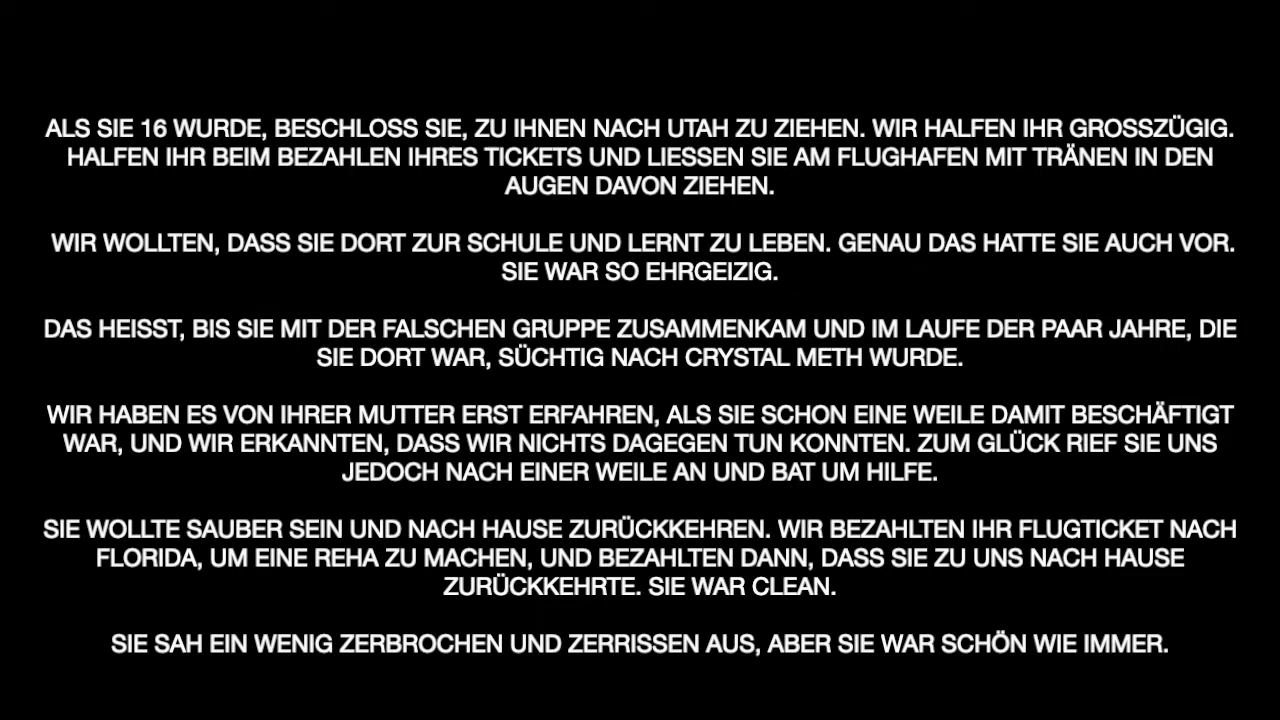 ALS SIE 16 WURDE, BESCHLOSS SIE, ZU IHNEN NACH UTAH ZU ZIEHEN. WIR HALFEN IHR GROSSZÜGIG.
HALFEN IHR BEIM BEZAHLEN IHRES TICKETS UND LIESSEN SIE AM FLUGHAFEN MIT TRÄNEN IN DEN
AUGEN DAVON ZIEHEN.
WIR WOLLTEN, DASS SIE DORT ZUR SCHULE UND LERNT ZU LEBEN. GENAU DAS HATTE SIE AUCH VOR.
SIE WAR SO EHRGEIZIG.
DAS HEISST, BIS SIE MIT DER FALSCHEN GRUPPE ZUSAMMENKAM UND IM LAUFE DER PAAR JAHRE, DIE
SIE DORT WAR, SÜCHTIG NACH CRYSTAL METH WURDE.
WIR HABEN ES VON IHRER MUTTER ERST ERFAHREN, ALS SIE SCHON EINE WEILE DAMIT BESCHÄFTIGT
WAR, UND WIR ERKANNTEN, DASS WIR NICHTS DAGEGEN TUN KONNTEN. ZUM GLÜCK RIEF SIE UNS
JEDOCH NACH EINER WEILE AN UND BAT UM HILFE.
SIE WOLLTE SAUBER SEIN UND NACH HAUSE ZURÜCKKEHREN. WIR BEZAHLTEN IHR FLUGTICKET NACH
FLORIDA, UM EINE REHA ZU MACHEN, UND BEZAHLTEN DANN, DASS SIE ZU UNS NACH HAUSE
ZURÜCKKEHRTE. SIE WAR CLEAN.
SIE SAH EIN WENIG ZERBROCHEN UND ZERRISSEN AUS, ABER SIE WAR SCHÖN WIE IMMER.